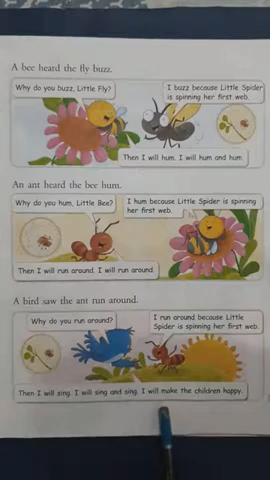 A bee heard the fly buzz.
Why do you buzz, Little Fly?
I buzz because Little Spider
is spinning her first web.
Then I will hum. I will hum and hum.
An ant heard the bee hum.
Why do you hum, Little Bee?
I hum because Little Spider is spinning
her first web.
Then I will run around. I will run around.
A bird saw the ant run around.
Why do you run around?
I run around because Little
Spider is spinning her first web.
Then I will sing. I will sing and sing. I will make the children happy.